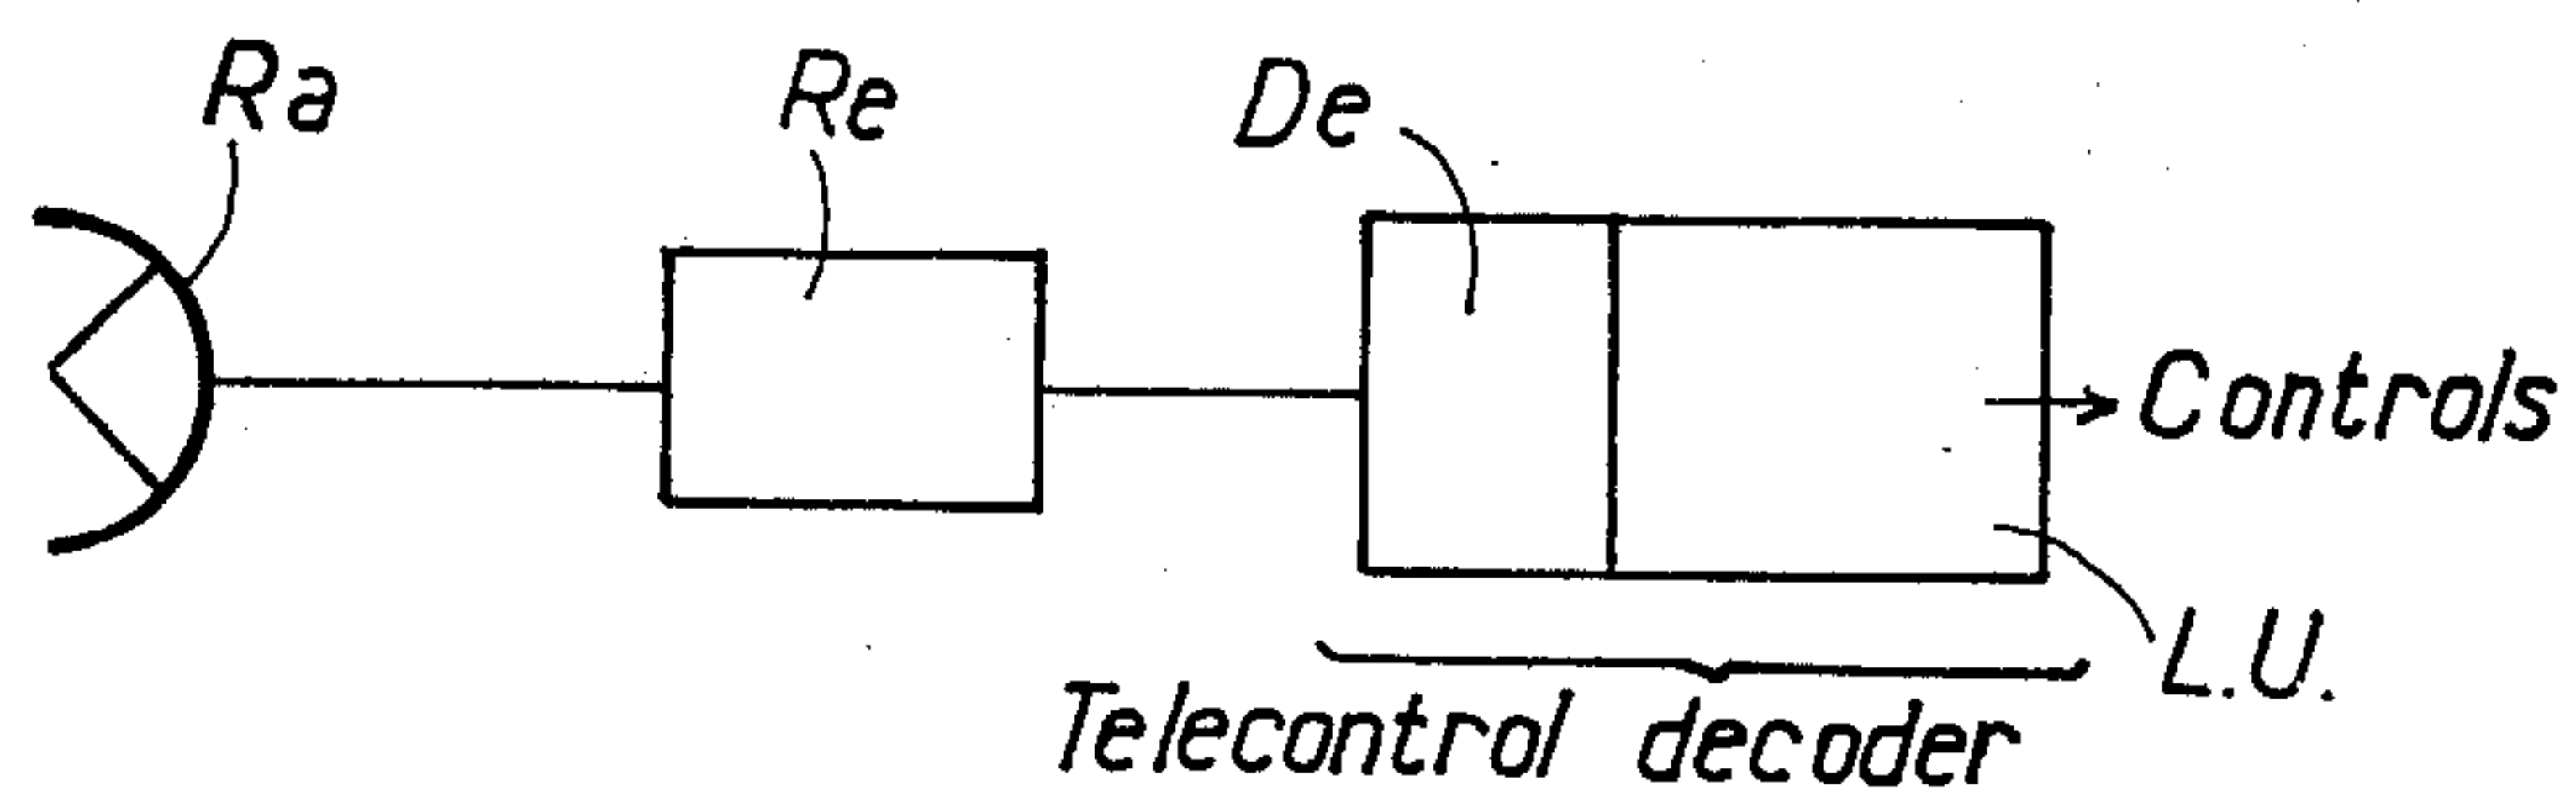 Ra
Re
De
Controls
L.U.
Telecontrol decoder